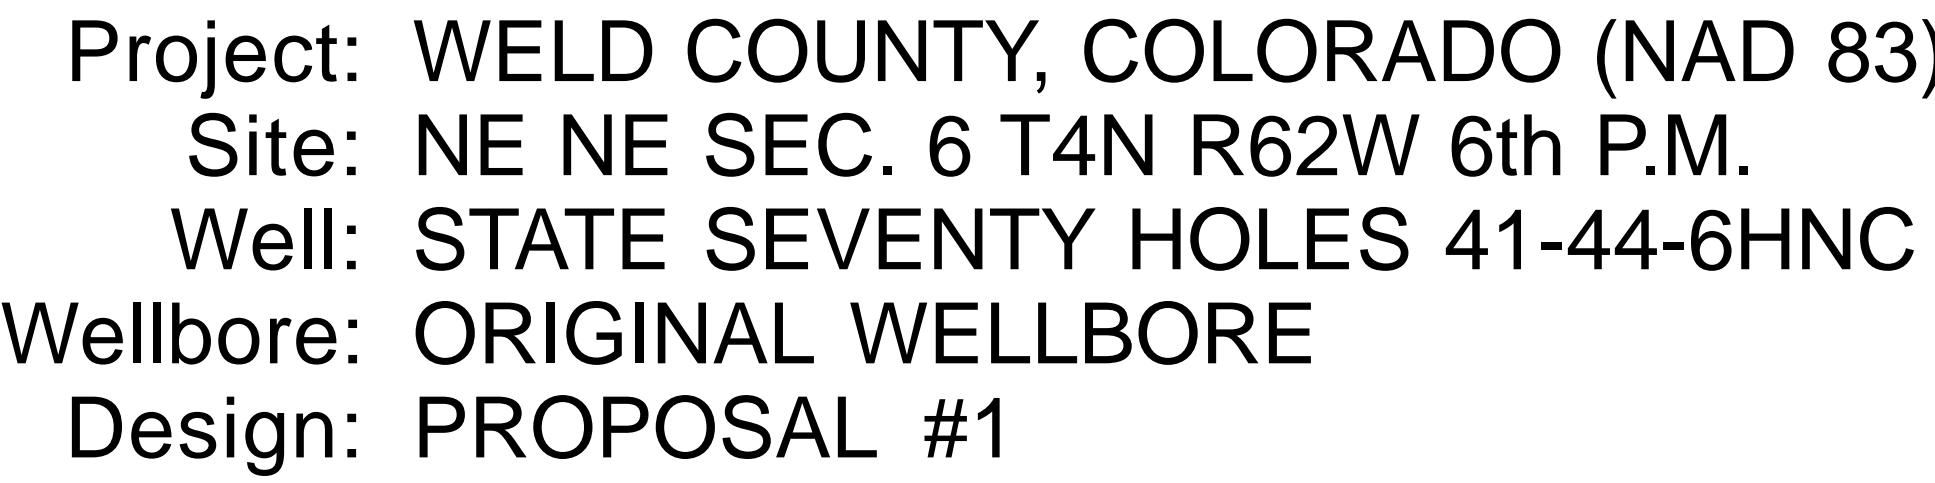 Project: WELD COUNTY, COLORADO (NAD 83)
Site: NE NE SEC. 6 T4N R62W 6th P.M.
Well: STATE SEVENTY HOLES 41-44-6HNC
Wellbore: ORIGINAL WELLBORE
Design: PROPOSAL #1